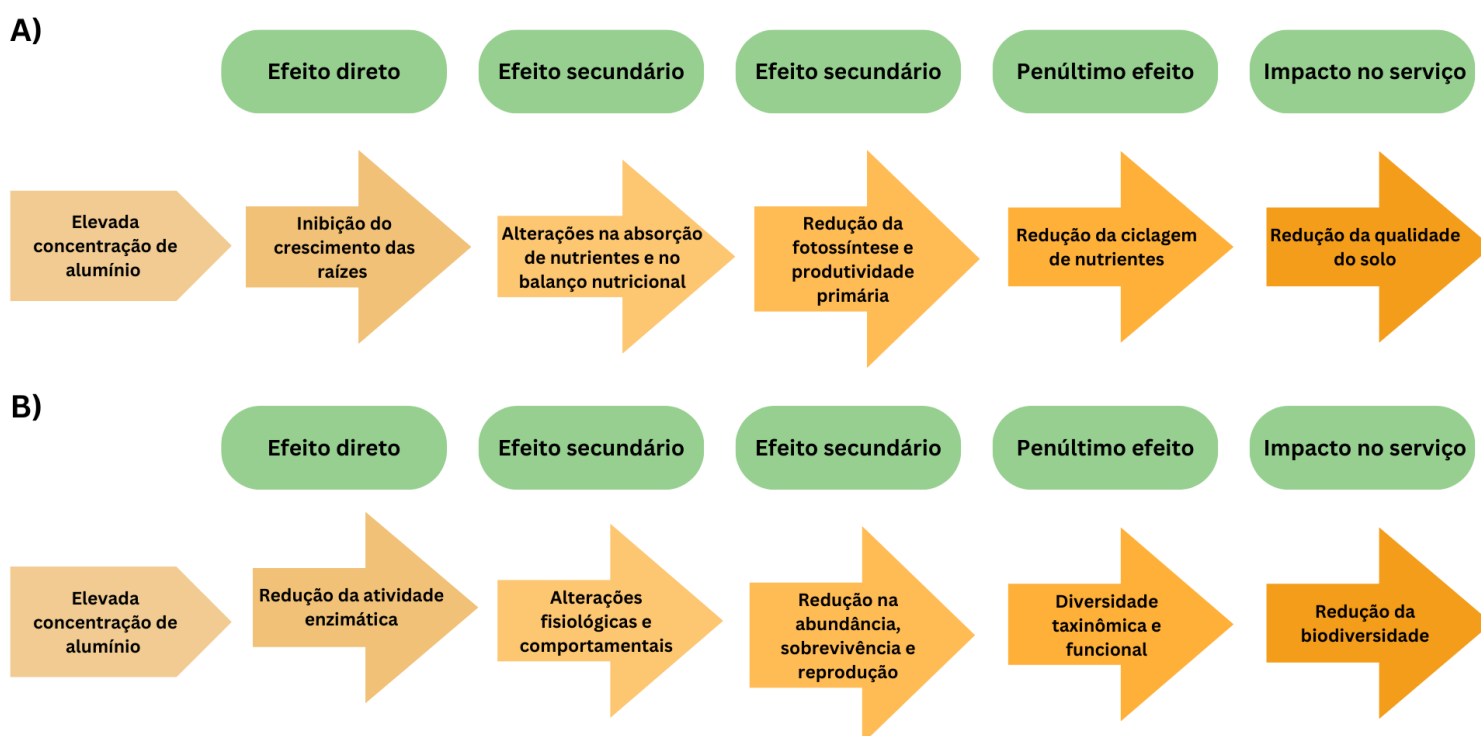 A)
Efeito direto
Efeito secundário
Efeito secundário
Penúltimo efeito
Impacto no serviço
Elevada
concentração de
alumínio
Inibição do
crescimento das
raízes
Alterações na absorção
de nutrientes e no
balanço nutricional
Redução da
fotossíntese e
produtividade
primária
Redução da ciclagem
de nutrientes
Redução da qualidade
do solo
B)
Efeito direto
Efeito secundário
Efeito secundário
Penúltimo efeito
Impacto no serviço
Elevada
concentração de
alumínio
Redução da atividade
enzimática
Alterações
fisiológicas e
comportamentais
Redução na
abundância,
sobrevivência e
reprodução
Diversidade
taxinômica e
funcional
Redução da
biodiversidade